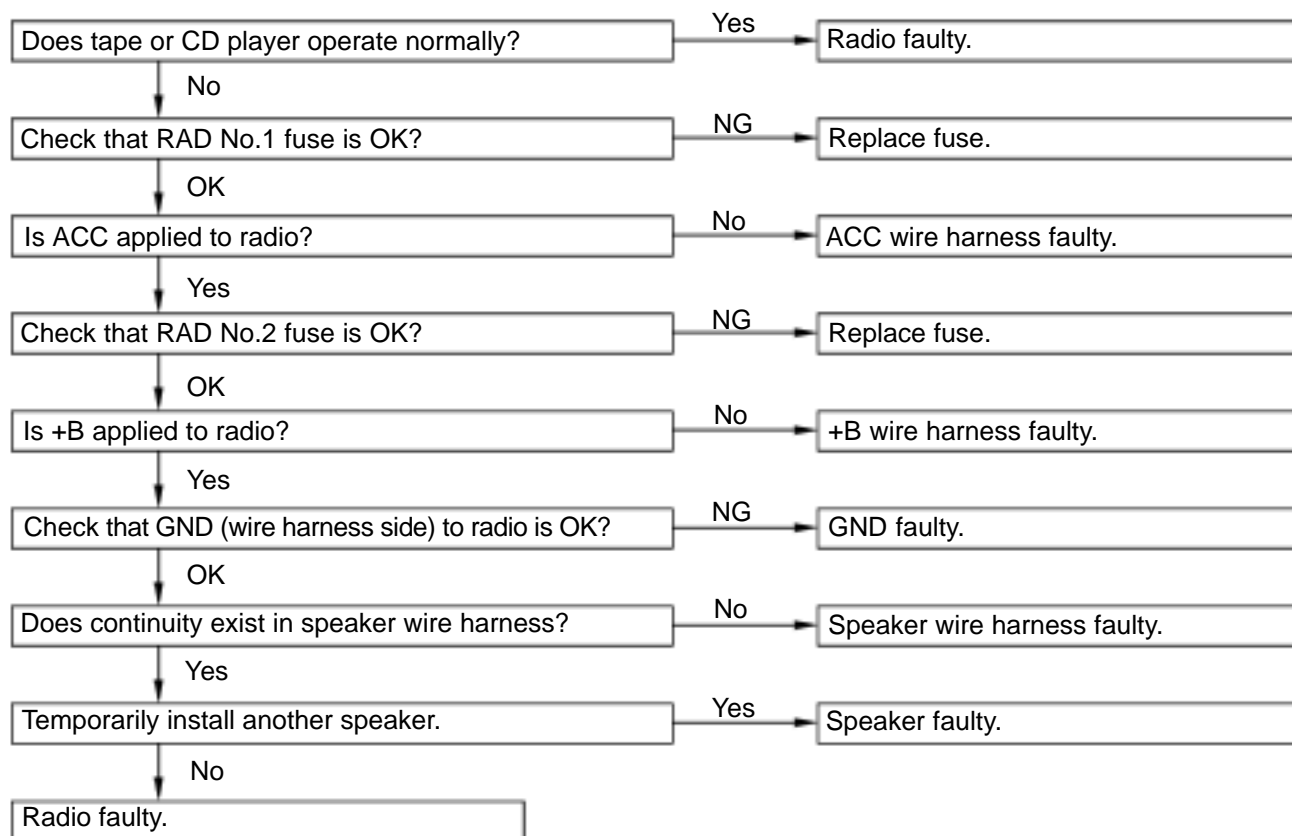 Does tape or CD player operate normally?
Yes
Radio faulty.
No
Check that RAD No.1 fuse is OK?
NG
Replace fuse.
OK
Is ACC applied to radio?
No
ACC wire harness faulty.
Yes
Check that RAD No.2 fuse is OK?
NG
Replace fuse.
OK
Is +B applied to radio?
No
+B wire harness faulty.
Yes
Check that GND (wire harness side) to radio is OK?
NG
GND faulty.
OK
Does continuity exist in speaker wire harness?
No
Speaker wire harness faulty.
Yes
Temporarily install another speaker.
Yes
Speaker faulty.
No
Radio faulty.